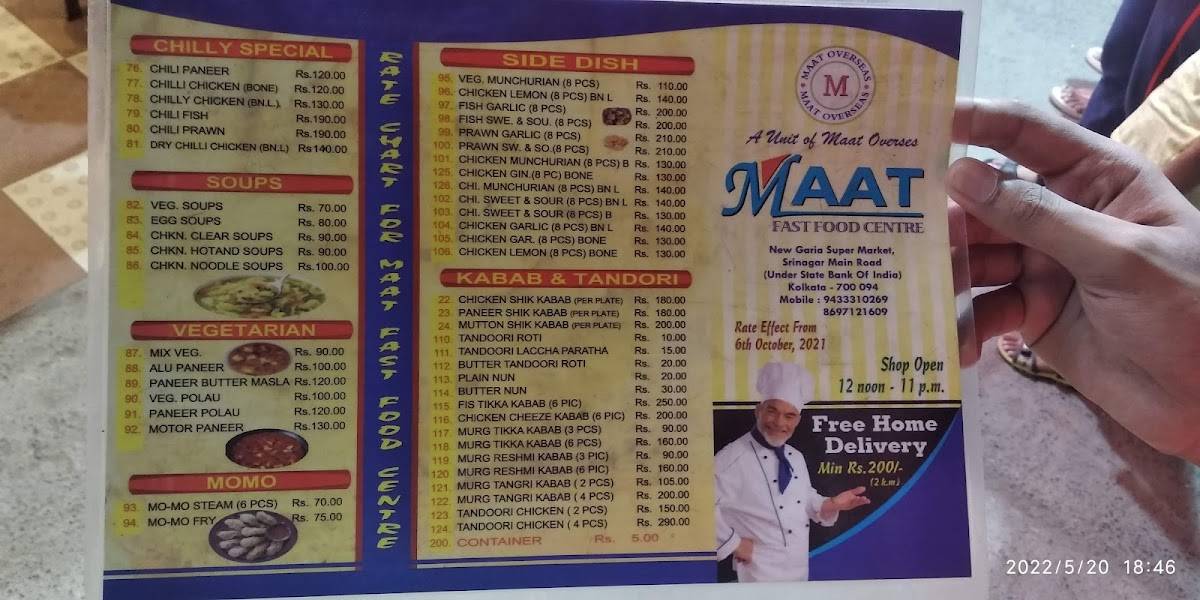 CHILLY SPECIAL
76. CHILI PANEER Rs.120.00
77. CHILLI CHICKEN (BONE) Rs.120.00
78. CHILLY CHICKEN (BN.L.). Rs.130.00
79. CHILI FISH Rs.190.00
80. CHILI PRAWN Rs.190.00
81. DRY CHILLI CHICKEN (BN.L) Rs140.00
SOUPS
82. VEG. SOUPS Rs. 70.00
83. EGG SOUPS Rs. 80.00
84. CHKN. CLEAR SOUPS Rs. 90.00
85. CHKN. HOTAND SOUPS Rs. 90.00
86. CHKN. NOODLE SOUPS Rs.100.00
VEGETARIAN
87. MIX VEG. Rs. 90.00
88. ALU PANEER Rs.100.00
89. PANEER BUTTER MASLA Rs.120.00
90. VEG. POLAU Rs.100.00
91. PANEER POLAU Rs.120.00
92. MOTOR PANEER Rs.130.00
MOMO
93. MO-MO STEAM (6 PCS) Rs. 70.00
94. MO-MO FRY Rs. 75.00
RATE CHART FOR MAAT FAST FOOD CENTRE
SIDE DISH
95. VEG. MUNCHURIAN (8 PCS) Rs. 110.00
96. CHICKEN LEMON (8 PCS) BN L Rs. 140.00
97. FISH GARLIC (8 PCS) Rs. 200.00
98. FISH SWE. & SOU. (8 PCS) Rs. 200.00
99. PRAWN GARLIC (8 PCS) Rs. 210.00
100. PRAWN SW. & SO.(8 PCS) Rs. 210.00
101. CHICKEN MUNCHURIAN (8 PCS) B Rs. 130.00
125. CHICKEN GIN.(8 PC) BONE Rs. 130.00
126. CHI. MUNCHURIAN (8 PCS) BN L Rs. 140.00
102. CHI. SWEET & SOUR (8 PCS) BN L Rs. 140.00
103. CHI. SWEET & SOUR (8 PCS) B Rs. 130.00
104. CHICKEN GARLIC (8 PCS) BN L Rs. 140.00
105. CHICKEN GAR. (8 PCS) BONE Rs. 130.00
106. CHICKEN LEMON (8 PCS) BONE Rs. 130.00
KABAB & TANDORI
22. CHICKEN SHIK KABAB (PER PLATE) Rs. 180.00
23. PANEER SHIK KABAB (PER PLATE) Rs. 180.00
24. MUTTON SHIK KABAB (PER PLATE) Rs. 200.00
110. TANDOORI ROTI Rs. 10.00
111. TANDOORI LACCHA PARATHA Rs. 15.00
112. BUTTER TANDOORI ROTI Rs. 20.00
113. PLAIN NUN Rs. 20.00
114. BUTTER NUN Rs. 30.00
115. FIS TIKKA KABAB (6 PIC) Rs. 250.00
116. CHICKEN CHEEZE KABAB (6 PIC) Rs. 200.00
117. MURG TIKKA KABAB (3 PCS) Rs. 90.00
118. MURG TIKKA KABAB (6 PCS) Rs. 160.00
119. MURG RESHMI KABAB (3 PIC) Rs. 90.00
120. MURG RESHMI KABAB (6 PIC) Rs. 160.00
121. MURG TANGRI KABAB ( 2 PCS) Rs. 105.00
122. MURG TANGRI KABAB ( 4 PCS) Rs. 200.00
123. TANDOORI CHICKEN ( 2 PCS) Rs. 150.00
124. TANDOORI CHICKEN ( 4 PCS) Rs. 290.00
200. CONTAINER Rs. 5.00
MAAT OVERSEAS
M
MAAT OVERSEAS
A Unit of Maat Overses
MAAT
FAST FOOD CENTRE
New Garia Super Market,
Srinagar Main Road
(Under State Bank Of India)
Kolkata - 700 094
Mobile : 9433310269
8697121609
Rate Effect From
6th October, 2021
Shop Open
12 noon - 11 p.m.
Free Home
Delivery
Min Rs.200/-
(2 k.m)
2022/5/20 18:46